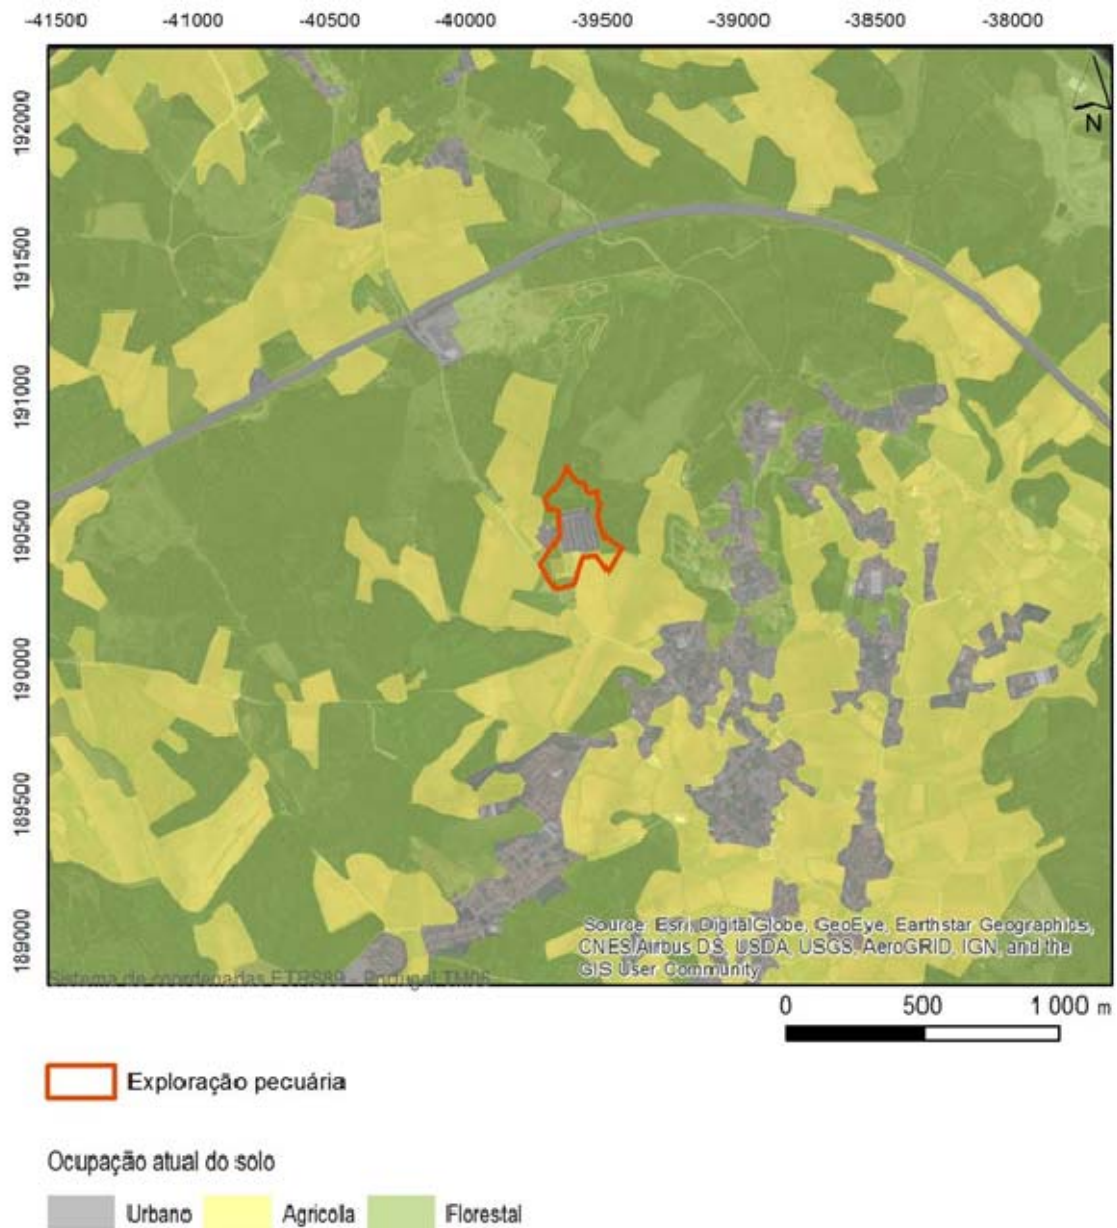 -41500 -41000 -40500 -40000 -39500 -39000 -38500 -38000
192000
191500
191000
190500
190000
189500
189000
N
Source: Esri, DigitalGlobe, GeoEye, Earthstar Geographics,
CNES/Airbus DS, USDA, USGS, AeroGRID, IGN, and the
GIS User Community
Sistema de coordenadas ETRS89 - Portugal TM06
0 500 1 000 m
Exploração pecuária
Ocupação atual do solo
Urbano Agricola Florestal